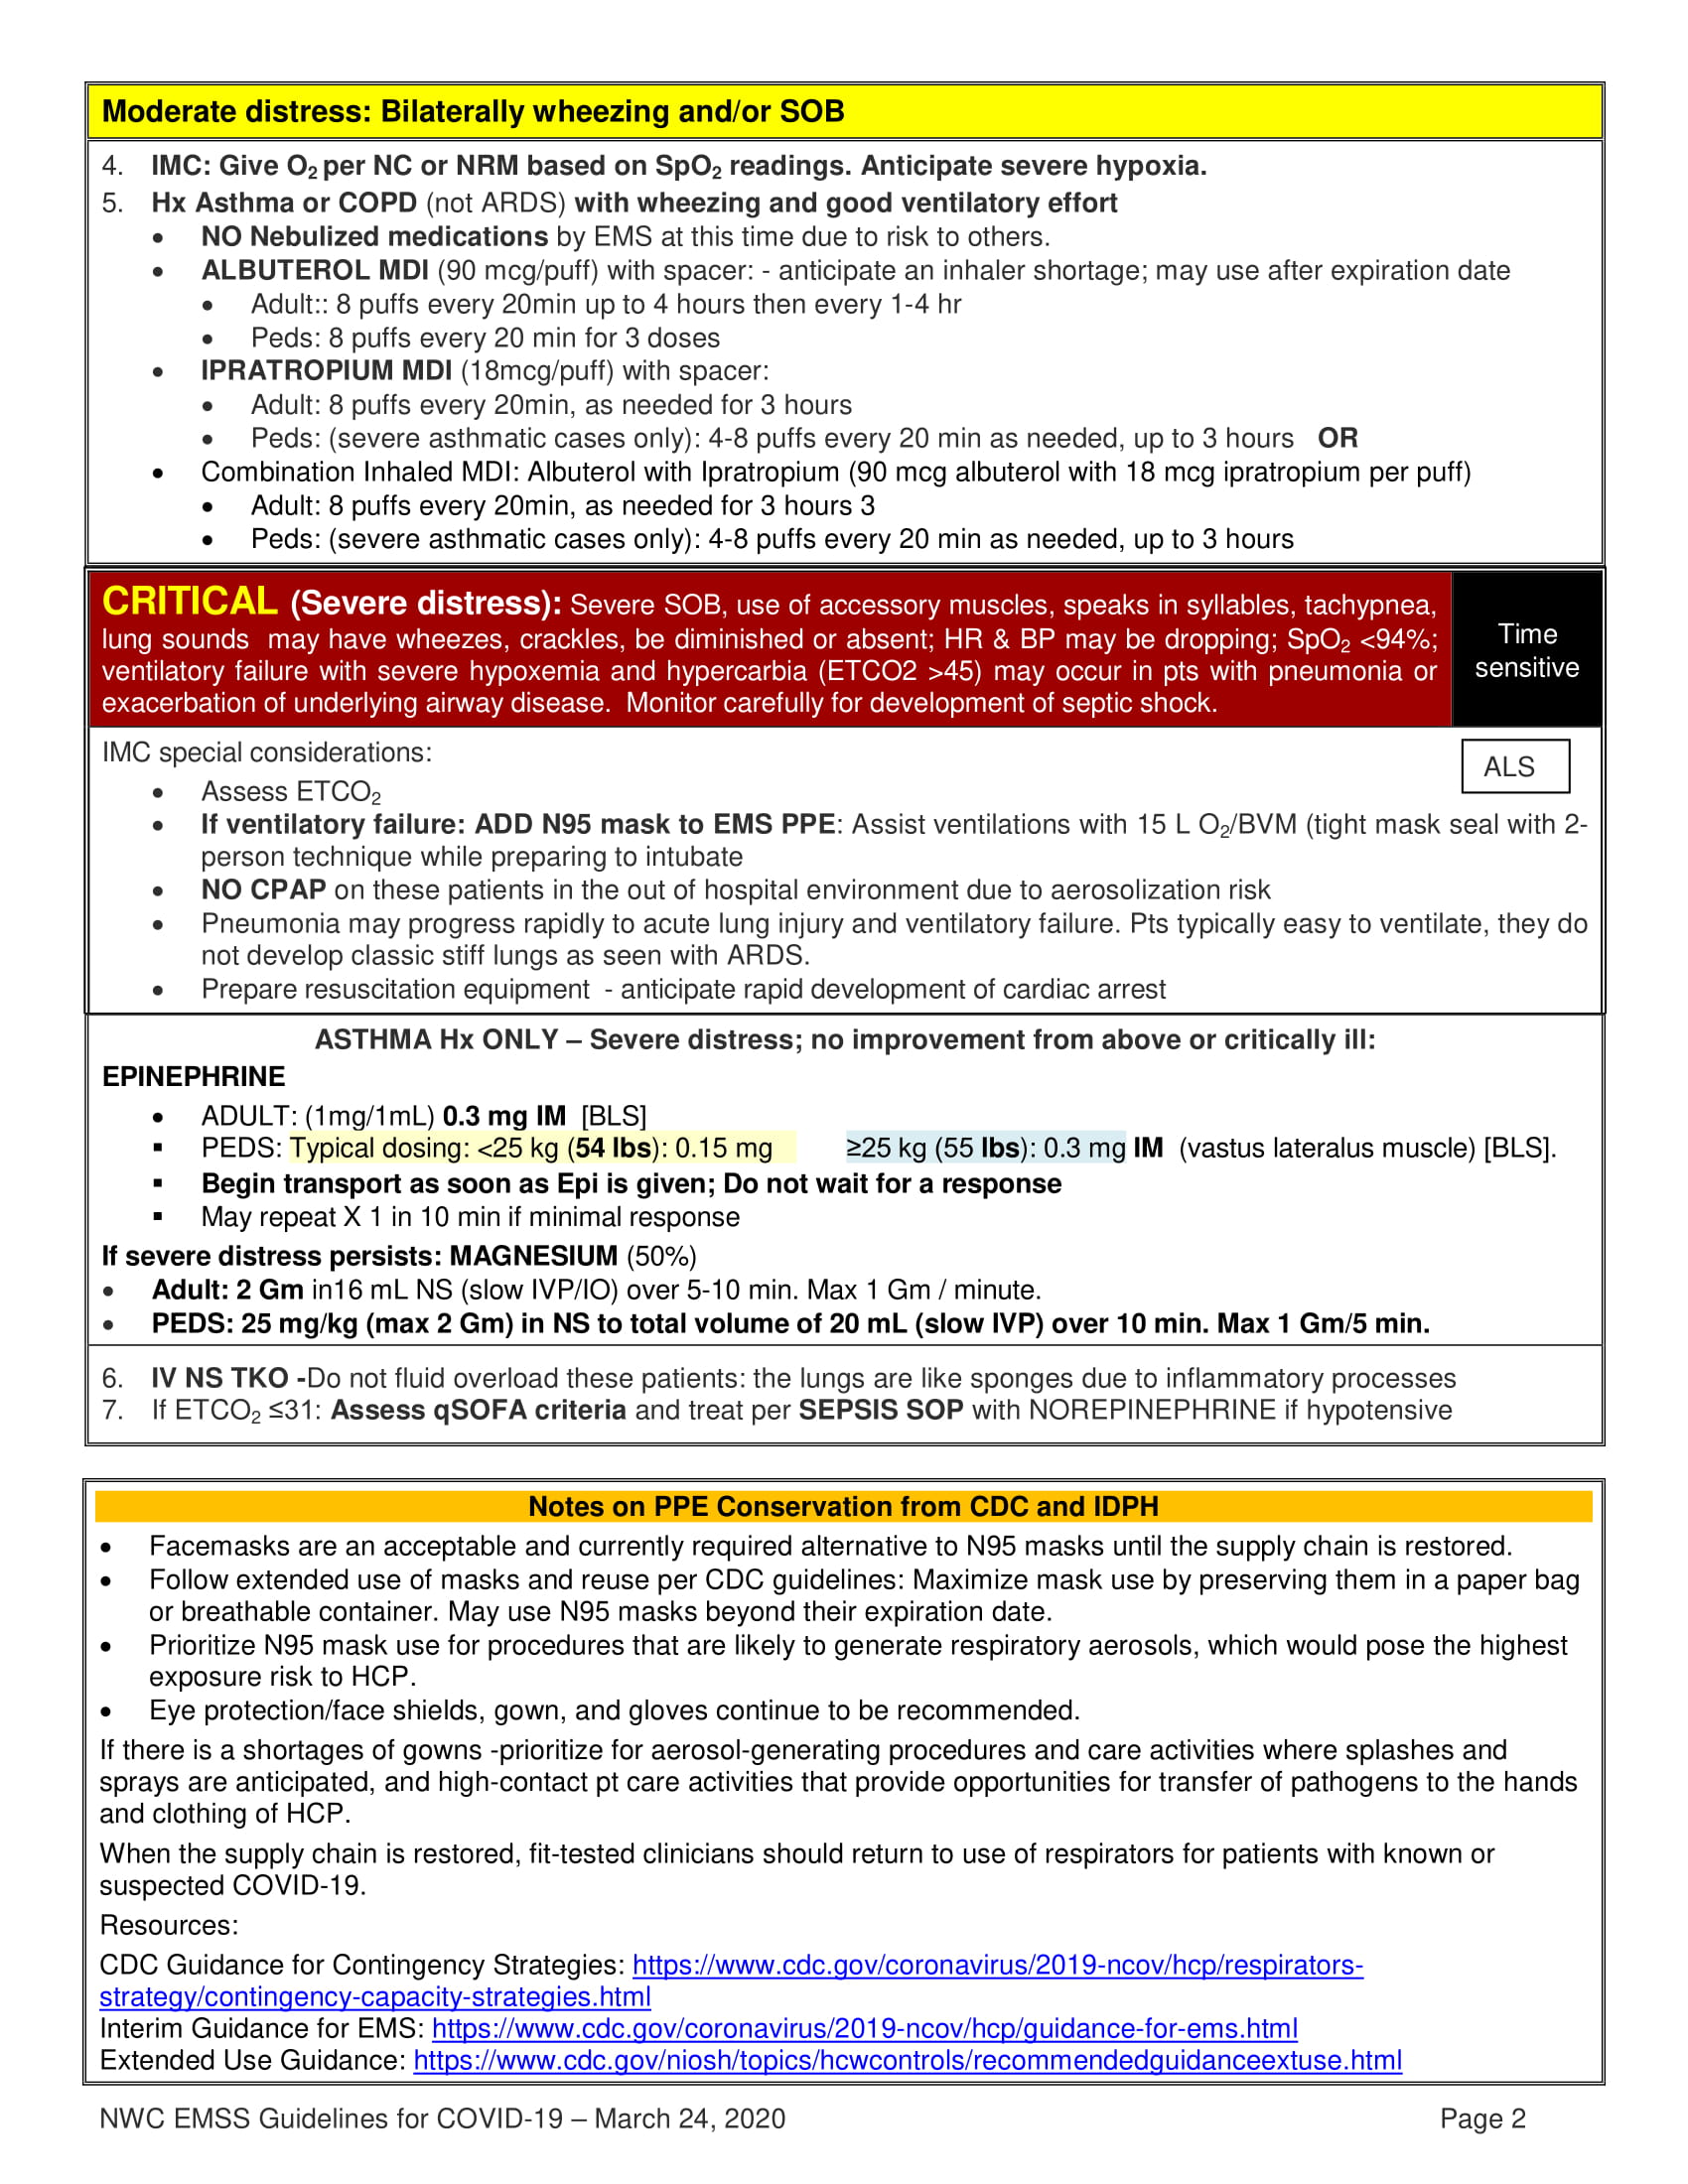 Moderate distress: Bilaterally wheezing and/or SOB
4. IMC: Give O2 per NC or NRM based on SpO2 readings. Anticipate severe hypoxia.
5. Hx Asthma or COPD (not ARDS) with wheezing and good ventilatory effort
• NO Nebulized medications by EMS at this time due to risk to others.
• ALBUTEROL MDI (90 mcg/puff) with spacer: - anticipate an inhaler shortage; may use after expiration date
• Adult:: 8 puffs every 20min up to 4 hours then every 1-4 hr
• Peds: 8 puffs every 20 min for 3 doses
• IPRATROPIUM MDI (18mcg/puff) with spacer:
• Adult: 8 puffs every 20min, as needed for 3 hours
• Peds: (severe asthmatic cases only): 4-8 puffs every 20 min as needed, up to 3 hours OR
• Combination Inhaled MDI: Albuterol with Ipratropium (90 mcg albuterol with 18 mcg ipratropium per puff)
• Adult: 8 puffs every 20min, as needed for 3 hours 3
• Peds: (severe asthmatic cases only): 4-8 puffs every 20 min as needed, up to 3 hours
CRITICAL (Severe distress): Severe SOB, use of accessory muscles, speaks in syllables, tachypnea,
lung sounds may have wheezes, crackles, be diminished or absent; HR & BP may be dropping; SpO2 <94%;
ventilatory failure with severe hypoxemia and hypercarbia (ETCO2 >45) may occur in pts with pneumonia or
exacerbation of underlying airway disease. Monitor carefully for development of septic shock.
Time
sensitive
IMC special considerations:
ALS
• Assess ETCO2
• If ventilatory failure: ADD N95 mask to EMS PPE: Assist ventilations with 15 L O2/BVM (tight mask seal with 2-
person technique while preparing to intubate
• NO CPAP on these patients in the out of hospital environment due to aerosolization risk
• Pneumonia may progress rapidly to acute lung injury and ventilatory failure. Pts typically easy to ventilate, they do
not develop classic stiff lungs as seen with ARDS.
• Prepare resuscitation equipment - anticipate rapid development of cardiac arrest
ASTHMA Hx ONLY – Severe distress; no improvement from above or critically ill:
EPINEPHRINE
• ADULT: (1mg/1mL) 0.3 mg IM [BLS]
▪ PEDS: Typical dosing: <25 kg (54 lbs): 0.15 mg ≥25 kg (55 lbs): 0.3 mg IM (vastus lateralus muscle) [BLS].
▪ Begin transport as soon as Epi is given; Do not wait for a response
▪ May repeat X 1 in 10 min if minimal response
If severe distress persists: MAGNESIUM (50%)
• Adult: 2 Gm in16 mL NS (slow IVP/IO) over 5-10 min. Max 1 Gm / minute.
• PEDS: 25 mg/kg (max 2 Gm) in NS to total volume of 20 mL (slow IVP) over 10 min. Max 1 Gm/5 min.
6. IV NS TKO -Do not fluid overload these patients: the lungs are like sponges due to inflammatory processes
7. If ETCO2 ≤31: Assess qSOFA criteria and treat per SEPSIS SOP with NOREPINEPHRINE if hypotensive
Notes on PPE Conservation from CDC and IDPH
• Facemasks are an acceptable and currently required alternative to N95 masks until the supply chain is restored.
• Follow extended use of masks and reuse per CDC guidelines: Maximize mask use by preserving them in a paper bag
or breathable container. May use N95 masks beyond their expiration date.
• Prioritize N95 mask use for procedures that are likely to generate respiratory aerosols, which would pose the highest
exposure risk to HCP.
• Eye protection/face shields, gown, and gloves continue to be recommended.
If there is a shortages of gowns -prioritize for aerosol-generating procedures and care activities where splashes and
sprays are anticipated, and high-contact pt care activities that provide opportunities for transfer of pathogens to the hands
and clothing of HCP.
When the supply chain is restored, fit-tested clinicians should return to use of respirators for patients with known or
suspected COVID-19.
Resources:
CDC Guidance for Contingency Strategies: https://www.cdc.gov/coronavirus/2019-ncov/hcp/respirators-
strategy/contingency-capacity-strategies.html
Interim Guidance for EMS: https://www.cdc.gov/coronavirus/2019-ncov/hcp/guidance-for-ems.html
Extended Use Guidance: https://www.cdc.gov/niosh/topics/hcwcontrols/recommendedguidanceextuse.html
NWC EMSS Guidelines for COVID-19 – March 24, 2020 Page 2